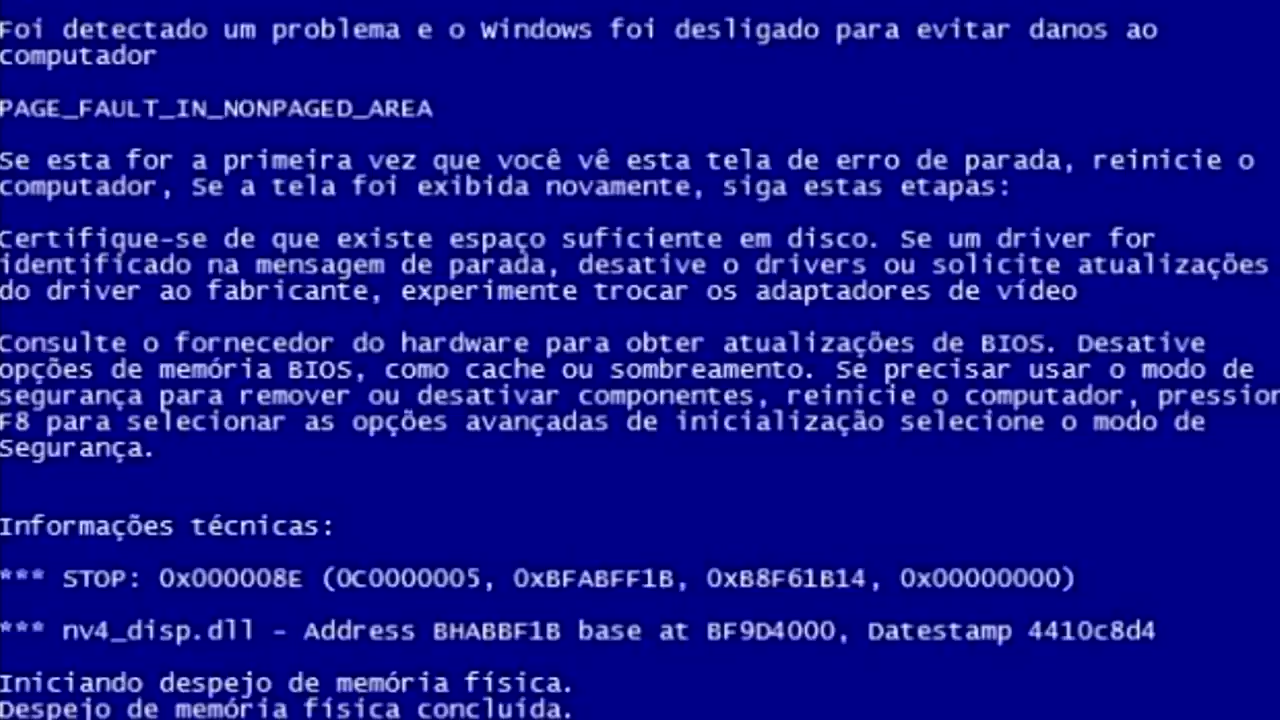 Foi detectado um problema e o Windows foi desligado para evitar danos ao
computador
PAGE_FAULT_IN_NONPAGED_AREA
Se esta for a primeira vez que você vê esta tela de erro de parada, reinicie o
computador, Se a tela foi exibida novamente, siga estas etapas:
Certifique-se de que existe espaço suficiente em disco. Se um driver for
identificado na mensagem de parada, desative o drivers ou solicite atualizações
do driver ao fabricante, experimente trocar os adaptadores de vídeo
Consulte o fornecedor do hardware para obter atualizações de BIOS. Desative
opções de memória BIOS, como cache ou sombreamento. Se precisar usar o modo de
segurança para remover ou desativar componentes, reinicie o computador, pression
F8 para selecionar as opções avançadas de inicialização selecione o modo de
Segurança.
Informações técnicas:
*** STOP: 0x000008E (0C0000005, 0xBFABFF1B, 0xB8F61B14, 0x00000000)
*** nv4_disp.dll - Address BHABBF1B base at BF9D4000, Datestamp 4410c8d4
Iniciando despejo de memória física.
Despejo de memória física concluída.